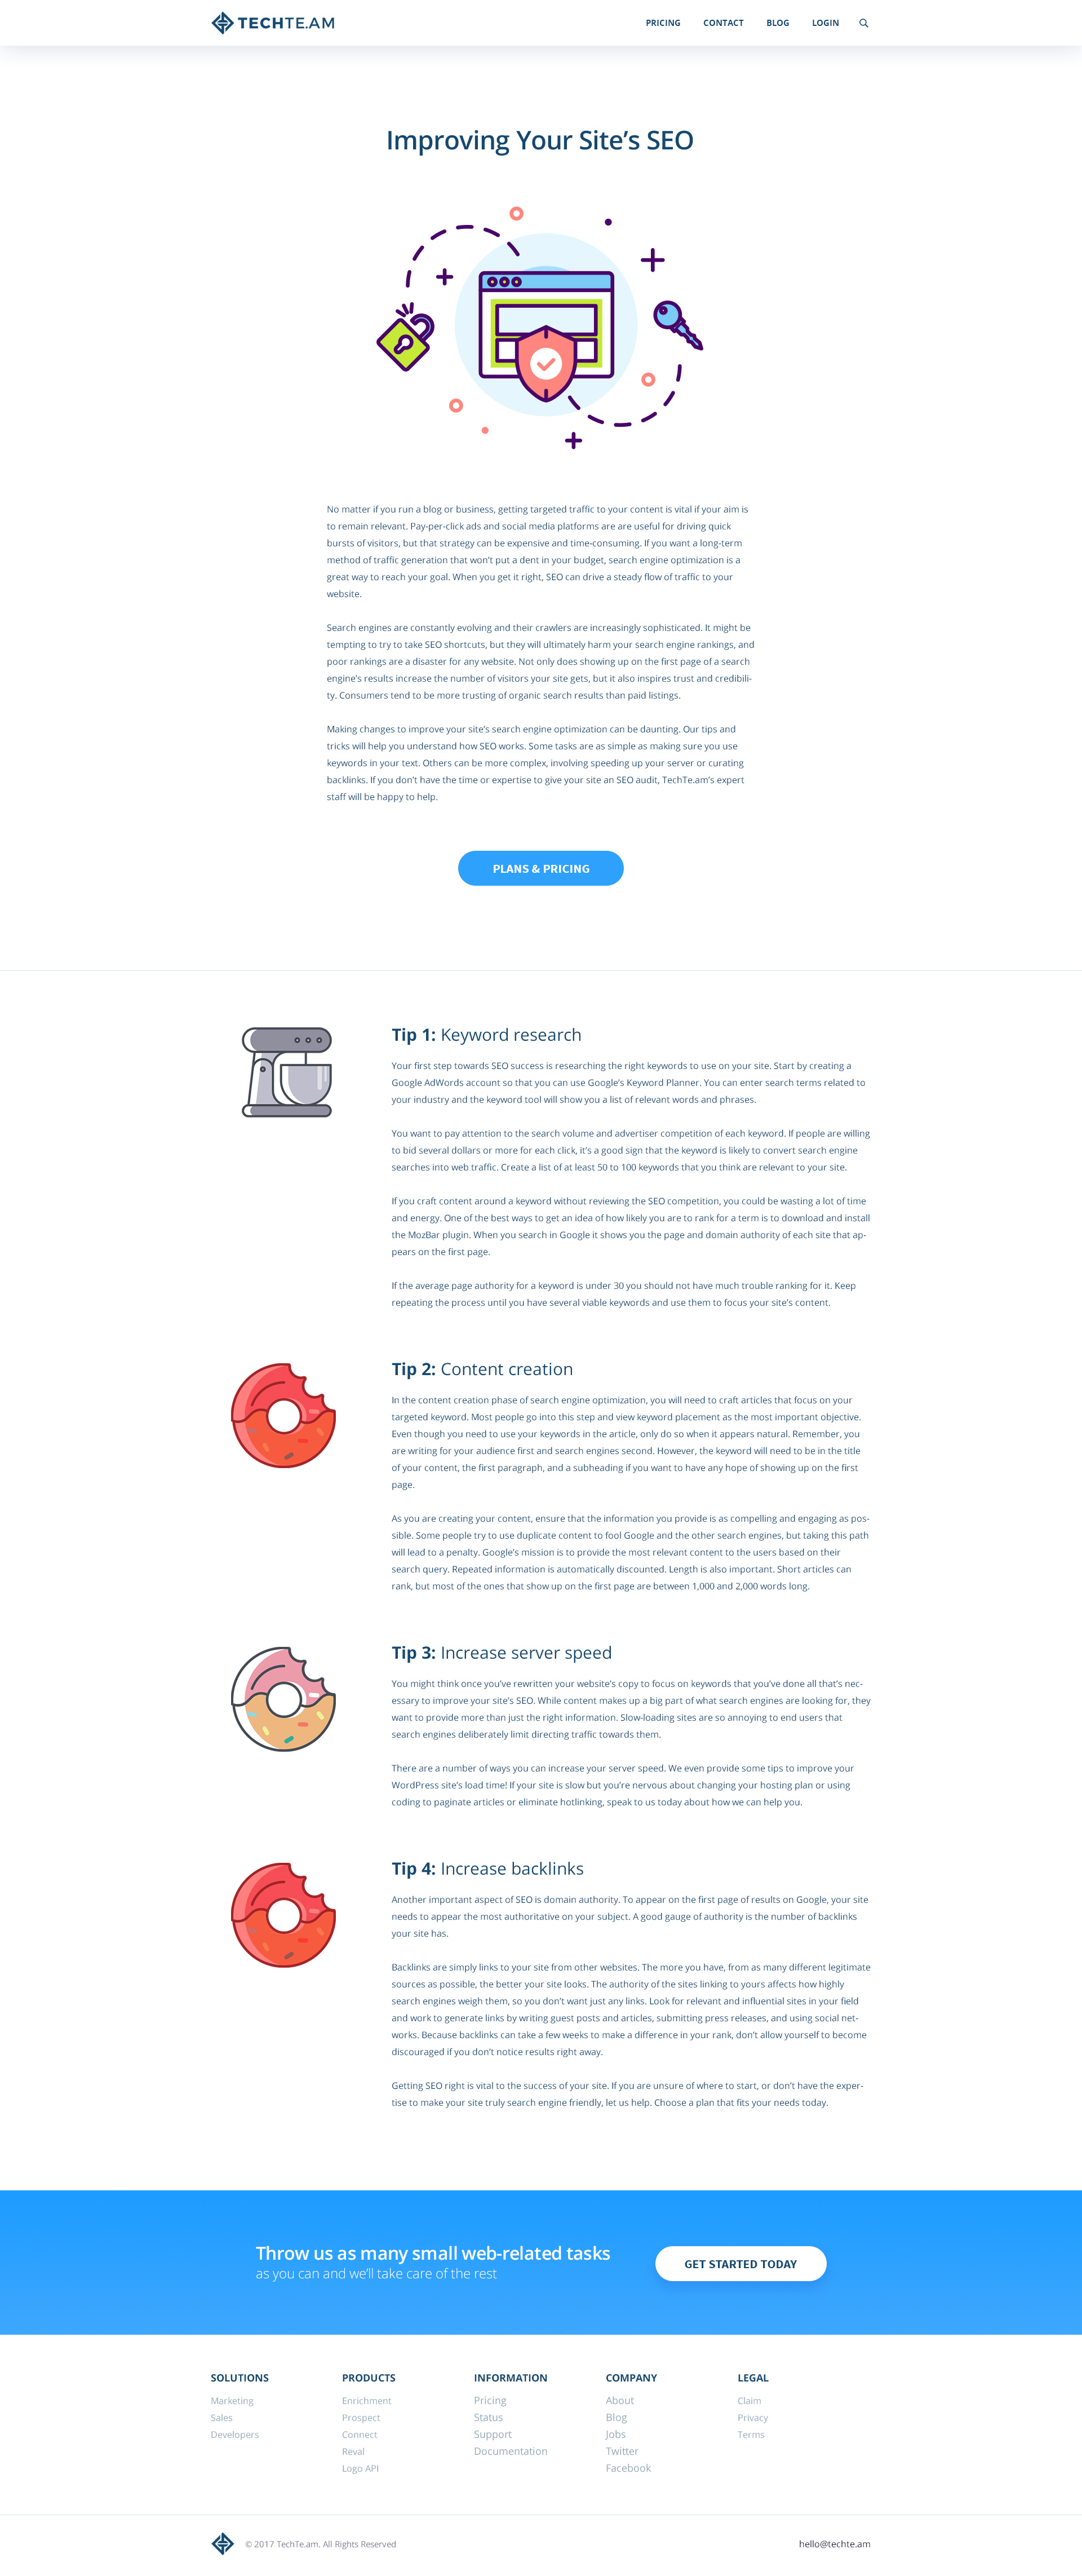 TECHTE.AM
PRICING CONTACT BLOG LOGIN
Improving Your Site’s SEO
No matter if you run a blog or business, getting targeted traffic to your content is vital if your aim is
to remain relevant. Pay-per-click ads and social media platforms are are useful for driving quick
bursts of visitors, but that strategy can be expensive and time-consuming. If you want a long-term
method of traffic generation that won’t put a dent in your budget, search engine optimization is a
great way to reach your goal. When you get it right, SEO can drive a steady flow of traffic to your
website.
Search engines are constantly evolving and their crawlers are increasingly sophisticated. It might be
tempting to try to take SEO shortcuts, but they will ultimately harm your search engine rankings, and
poor rankings are a disaster for any website. Not only does showing up on the first page of a search
engine’s results increase the number of visitors your site gets, but it also inspires trust and credibili-
ty. Consumers tend to be more trusting of organic search results than paid listings.
Making changes to improve your site’s search engine optimization can be daunting. Our tips and
tricks will help you understand how SEO works. Some tasks are as simple as making sure you use
keywords in your text. Others can be more complex, involving speeding up your server or curating
backlinks. If you don’t have the time or expertise to give your site an SEO audit, TechTe.am’s expert
staff will be happy to help.
PLANS & PRICING
Tip 1: Keyword research
Your first step towards SEO success is researching the right keywords to use on your site. Start by creating a
Google AdWords account so that you can use Google’s Keyword Planner. You can enter search terms related to
your industry and the keyword tool will show you a list of relevant words and phrases.
You want to pay attention to the search volume and advertiser competition of each keyword. If people are willing
to bid several dollars or more for each click, it’s a good sign that the keyword is likely to convert search engine
searches into web traffic. Create a list of at least 50 to 100 keywords that you think are relevant to your site.
If you craft content around a keyword without reviewing the SEO competition, you could be wasting a lot of time
and energy. One of the best ways to get an idea of how likely you are to rank for a term is to download and install
the MozBar plugin. When you search in Google it shows you the page and domain authority of each site that ap-
pears on the first page.
If the average page authority for a keyword is under 30 you should not have much trouble ranking for it. Keep
repeating the process until you have several viable keywords and use them to focus your site’s content.
Tip 2: Content creation
In the content creation phase of search engine optimization, you will need to craft articles that focus on your
targeted keyword. Most people go into this step and view keyword placement as the most important objective.
Even though you need to use your keywords in the article, only do so when it appears natural. Remember, you
are writing for your audience first and search engines second. However, the keyword will need to be in the title
of your content, the first paragraph, and a subheading if you want to have any hope of showing up on the first
page.
As you are creating your content, ensure that the information you provide is as compelling and engaging as pos-
sible. Some people try to use duplicate content to fool Google and the other search engines, but taking this path
will lead to a penalty. Google’s mission is to provide the most relevant content to the users based on their
search query. Repeated information is automatically discounted. Length is also important. Short articles can
rank, but most of the ones that show up on the first page are between 1,000 and 2,000 words long.
Tip 3: Increase server speed
You might think once you’ve rewritten your website’s copy to focus on keywords that you’ve done all that’s nec-
essary to improve your site’s SEO. While content makes up a big part of what search engines are looking for, they
want to provide more than just the right information. Slow-loading sites are so annoying to end users that
search engines deliberately limit directing traffic towards them.
There are a number of ways you can increase your server speed. We even provide some tips to improve your
WordPress site’s load time! If your site is slow but you’re nervous about changing your hosting plan or using
coding to paginate articles or eliminate hotlinking, speak to us today about how we can help you.
Tip 4: Increase backlinks
Another important aspect of SEO is domain authority. To appear on the first page of results on Google, your site
needs to appear the most authoritative on your subject. A good gauge of authority is the number of backlinks
your site has.
Backlinks are simply links to your site from other websites. The more you have, from as many different legitimate
sources as possible, the better your site looks. The authority of the sites linking to yours affects how highly
search engines weigh them, so you don’t want just any links. Look for relevant and influential sites in your field
and work to generate links by writing guest posts and articles, submitting press releases, and using social net-
works. Because backlinks can take a few weeks to make a difference in your rank, don’t allow yourself to become
discouraged if you don’t notice results right away.
Getting SEO right is vital to the success of your site. If you are unsure of where to start, or don’t have the exper-
tise to make your site truly search engine friendly, let us help. Choose a plan that fits your needs today.
Throw us as many small web-related tasks
as you can and we’ll take care of the rest
GET STARTED TODAY
SOLUTIONS
Marketing
Sales
Developers
PRODUCTS
Enrichment
Prospect
Connect
Reval
Logo API
INFORMATION
Pricing
Status
Support
Documentation
COMPANY
About
Blog
Jobs
Twitter
Facebook
LEGAL
Claim
Privacy
Terms
© 2017 TechTe.am. All Rights Reserved
hello@techte.am